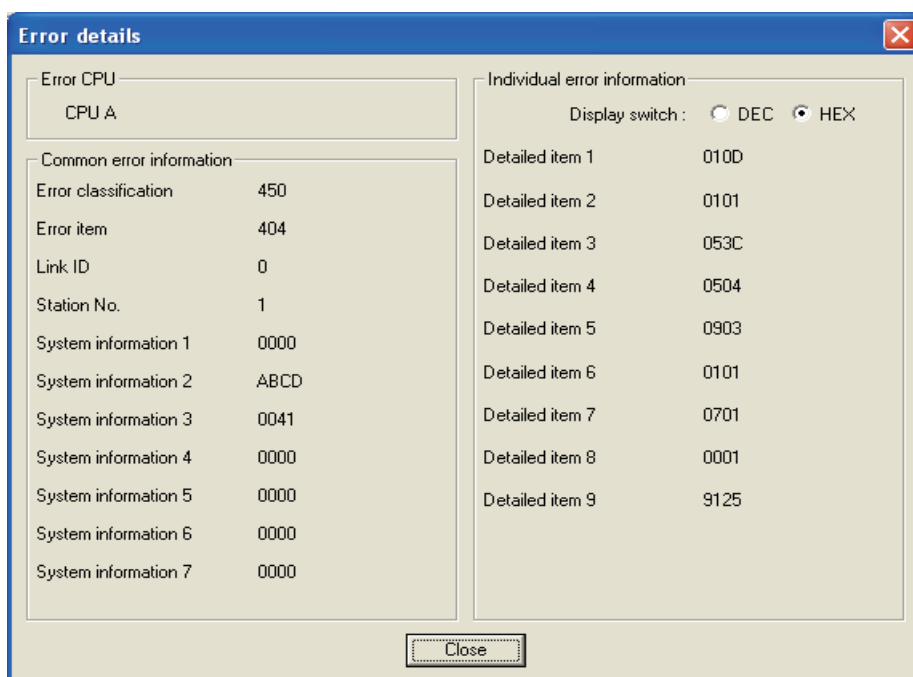 Error details
Error CPU
CPU A
Common error information
Error classification 450
Error item 404
Link ID 0
Station No. 1
System information 1 0000
System information 2 ABCD
System information 3 0041
System information 4 0000
System information 5 0000
System information 6 0000
System information 7 0000
Individual error information
Display switch : DEC HEX
Detailed item 1 010D
Detailed item 2 0101
Detailed item 3 053C
Detailed item 4 0504
Detailed item 5 0903
Detailed item 6 0101
Detailed item 7 0701
Detailed item 8 0001
Detailed item 9 9125
Close